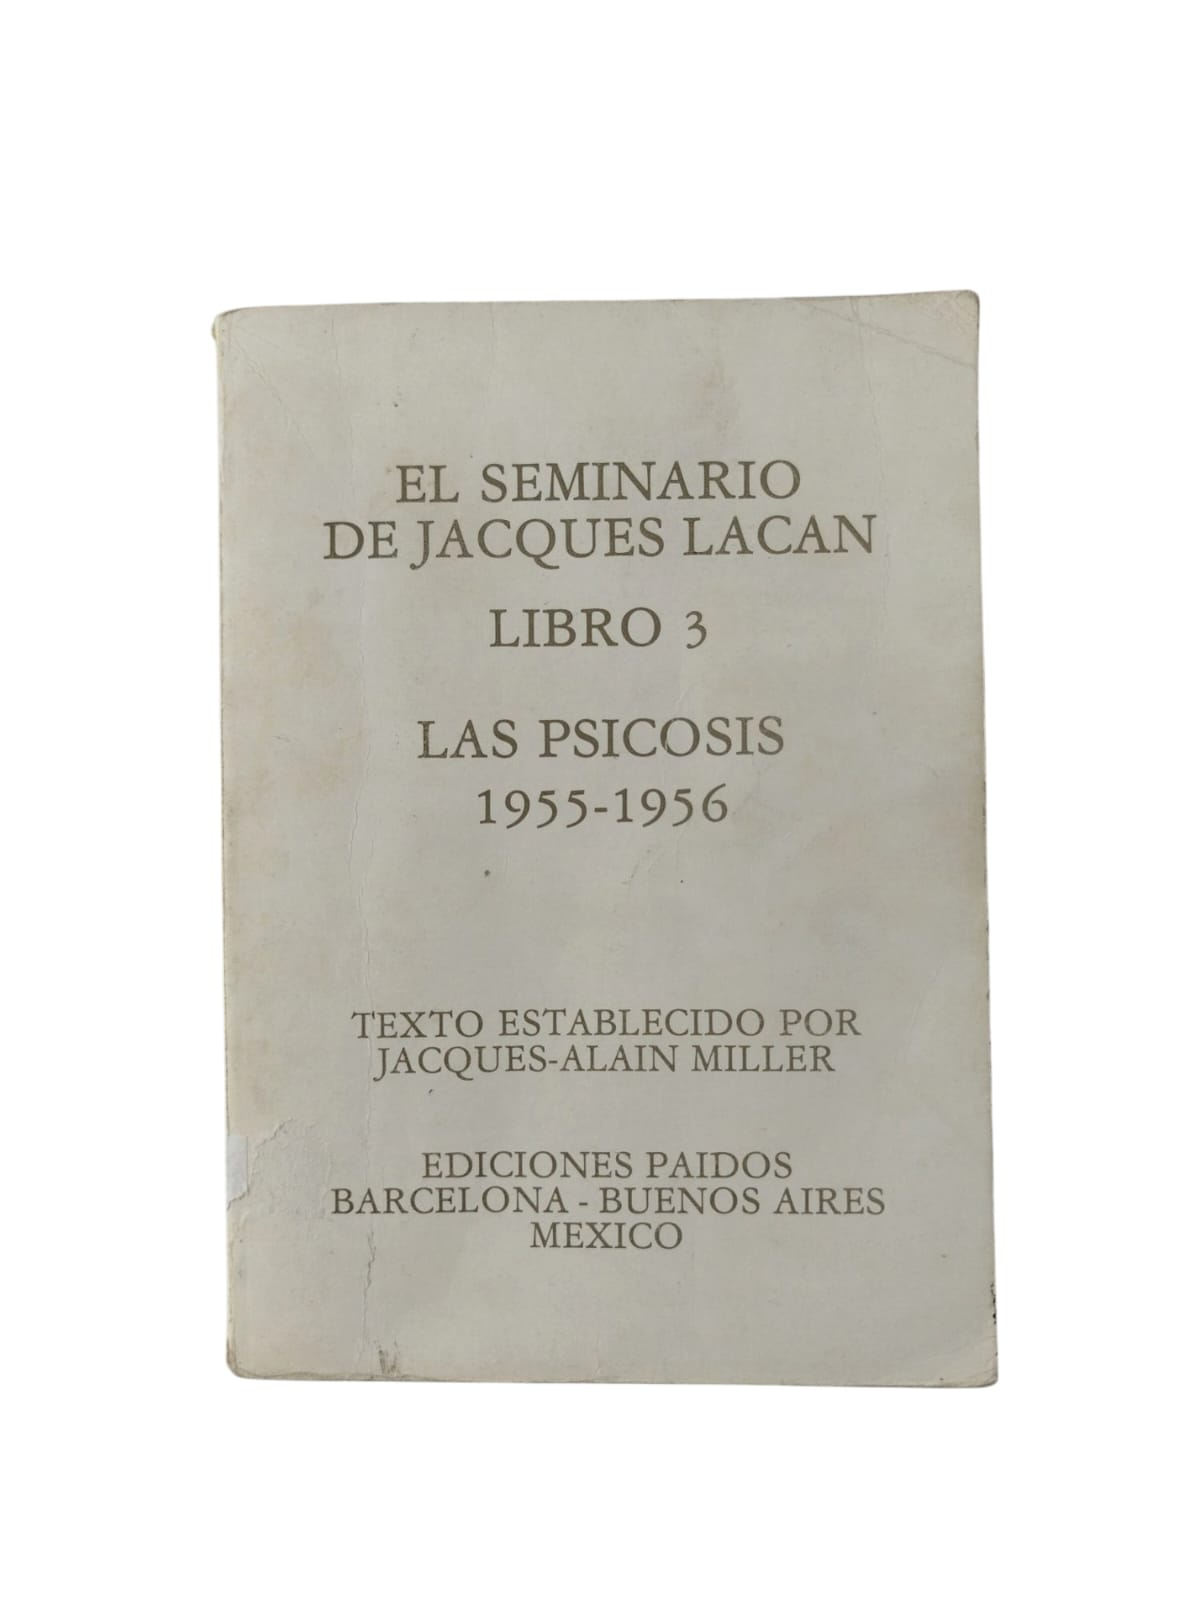 EL SEMINARIO
DE JACQUES LACAN
LIBRO 3
LAS PSICOSIS
1955-1956
TEXTO ESTABLECIDO POR
JACQUES-ALAIN MILLER
EDICIONES PAIDOS
BARCELONA - BUENOS AIRES
MEXICO